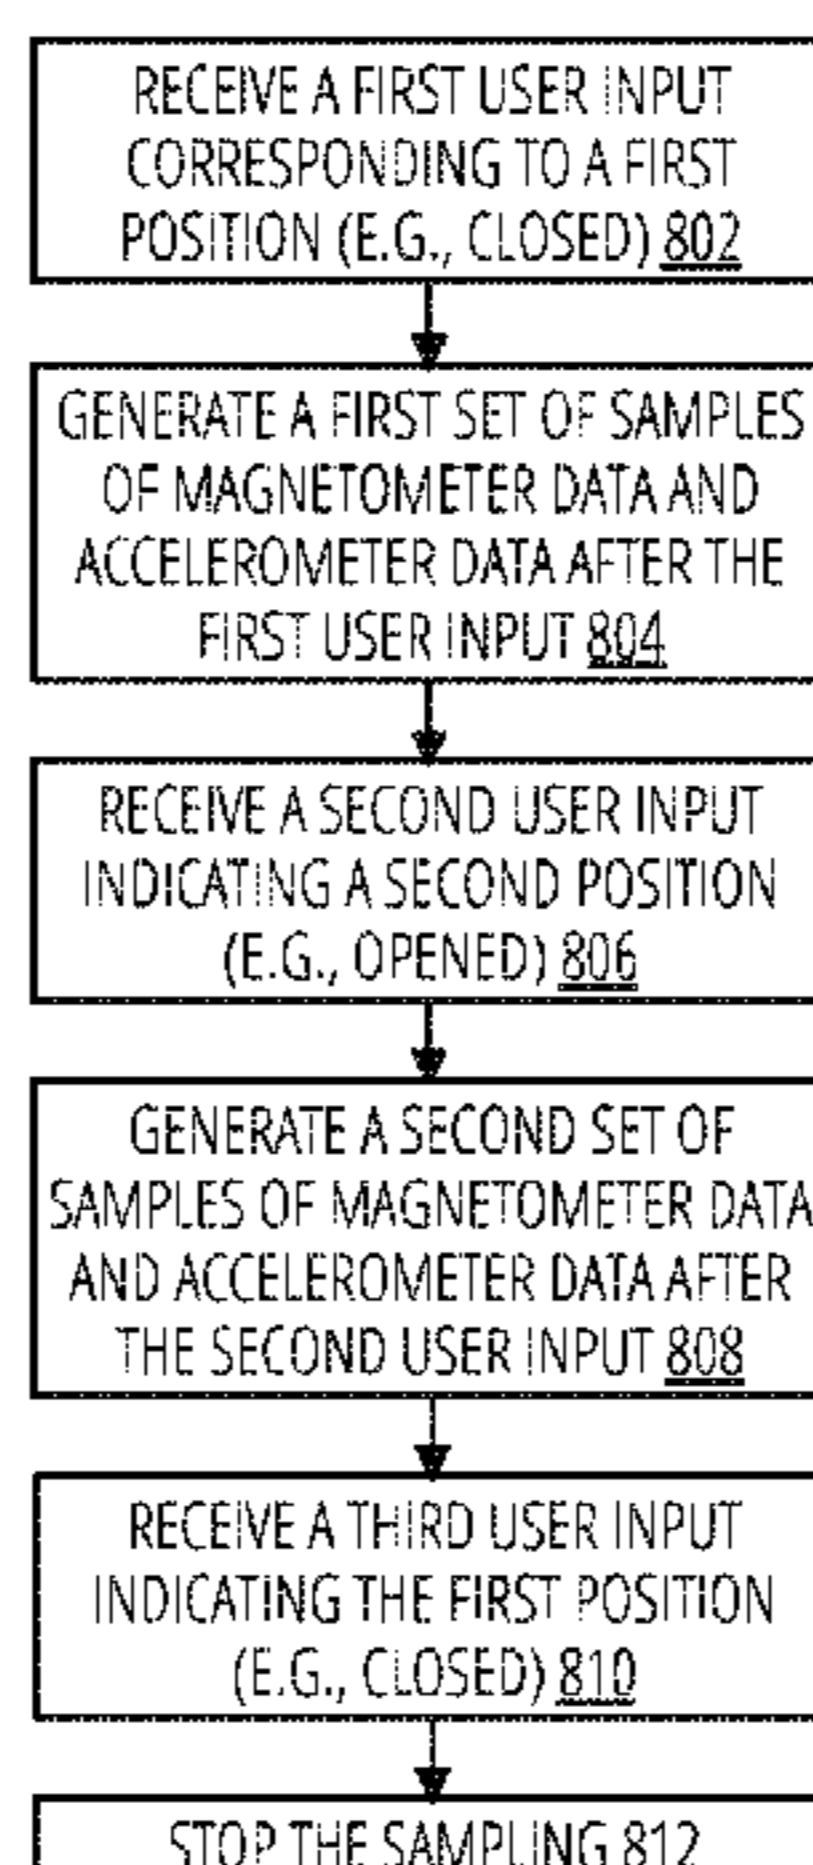 RECEIVE A FIRST USER INPUT
CORRESPONDING TO A FIRST
POSITION (E.G., CLOSED) 802
GENERATE A FIRST SET OF SAMPLES
OF MAGNETOMETER DATA AND
ACCELEROMETER DATA AFTER THE
FIRST USER INPUT 804
RECEIVE A SECOND USER INPUT
INDICATING A SECOND POSITION
(E.G., OPENED) 806
GENERATE A SECOND SET OF
SAMPLES OF MAGNETOMETER DATA
AND ACCELEROMETER DATA AFTER
THE SECOND USER INPUT 808
RECEIVE A THIRD USER INPUT
INDICATING THE FIRST POSITION
(E.G., CLOSED) 810
STOP THE SAMPLING 812